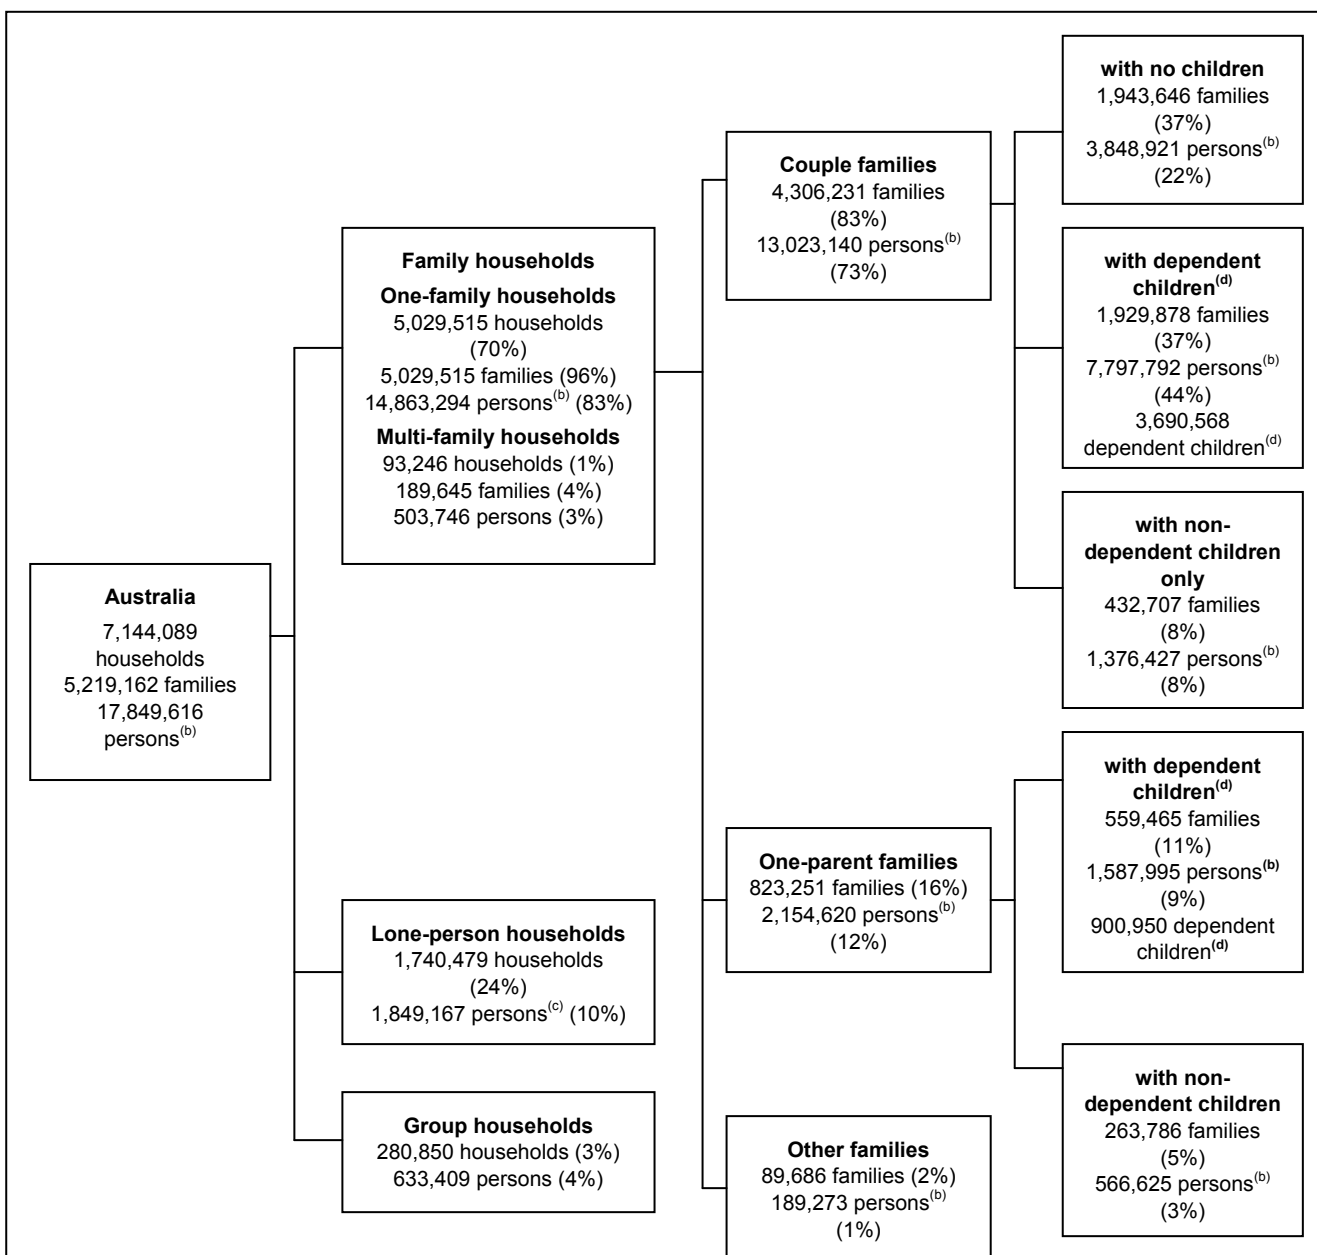 Australia
7,144,089
households
5,219,162 families
17,849,616
persons(b)
Family households
One-family households
5,029,515 households
(70%)
5,029,515 families (96%)
14,863,294 persons(b) (83%)
Multi-family households
93,246 households (1%)
189,645 families (4%)
503,746 persons (3%)
Lone-person households
1,740,479 households
(24%)
1,849,167 persons(c) (10%)
Group households
280,850 households (3%)
633,409 persons (4%)
Couple families
4,306,231 families
(83%)
13,023,140 persons(b)
(73%)
One-parent families
823,251 families (16%)
2,154,620 persons(b)
(12%)
Other families
89,686 families (2%)
189,273 persons(b)
(1%)
with no children
1,943,646 families
(37%)
3,848,921 persons(b)
(22%)
with dependent
children(d)
1,929,878 families
(37%)
7,797,792 persons(b)
(44%)
3,690,568
dependent children(d)
with non-
dependent children
only
432,707 families
(8%)
1,376,427 persons(b)
(8%)
with dependent
children(d)
559,465 families
(11%)
1,587,995 persons(b)
(9%)
900,950 dependent
children(d)
with non-
dependent children
263,786 families
(5%)
566,625 persons(b)
(3%)